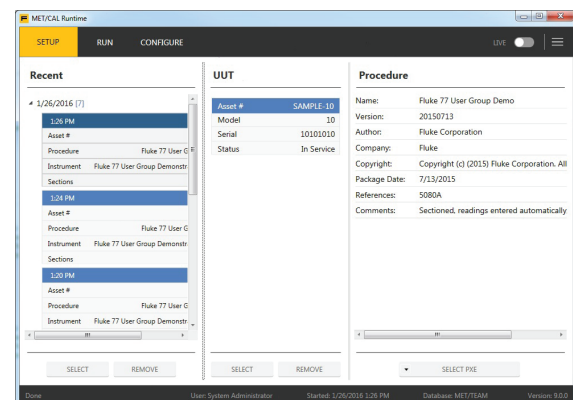 MET/CAL Runtime
SETUP RUN CONFIGURE LIVE
Recent
1/26/2016 [7]
1:26 PM
Asset #
Procedure Fluke 77 User G
Instrument Fluke 77 User Group Demonstr
Sections
1:24 PM
Asset #
Procedure Fluke 77 User G
Instrument Fluke 77 User Group Demonstr
Sections
1:20 PM
Asset #
Procedure Fluke 77 User G
Instrument Fluke 77 User Group Demonstr
SELECT REMOVE
UUT
Asset # SAMPLE-10
Model 10
Serial 10101010
Status In Service
SELECT REMOVE
Procedure
Name: Fluke 77 User Group Demo
Version: 20150713
Author: Fluke Corporation
Company: Fluke
Copyright: Copyright (c) (2015) Fluke Corporation. All
Package Date: 7/13/2015
References: 5080A
Comments: Sectioned, readings entered automatically
SELECT PXE
Done User: System Administrator Started: 1/26/2016 1:26 PM Database: MET/TEAM Version: 9.0.0